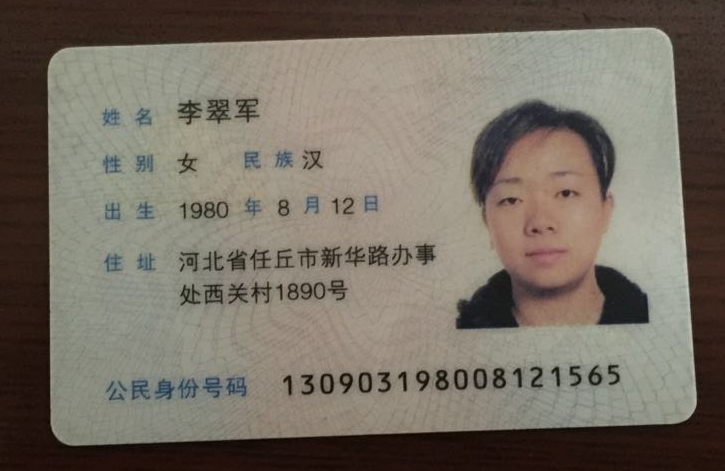 姓名 李翠军
性别 女 民族 汉
出生 1980 年 8 月 12 日
住址 河北省任丘市新华路办事
处西关村1890号
公民身份号码 130903198008121565